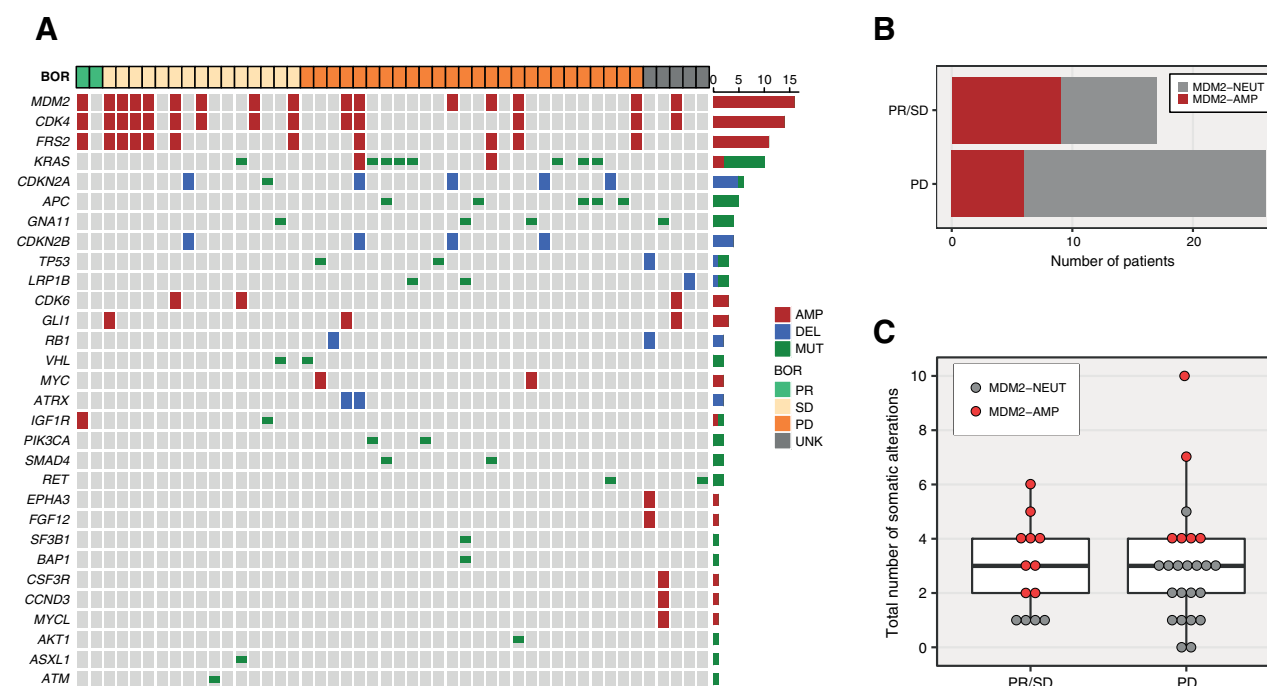 A
BOR
0 5 10 15
MDM2
CDK4
FRS2
KRAS
CDKN2A
APC
GNA11
CDKN2B
TP53
LRP1B
CDK6
GLI1
RB1
VHL
MYC
ATRX
IGF1R
PIK3CA
SMAD4
RET
EPHA3
FGF12
SF3B1
BAP1
CSF3R
CCND3
MYCL
AKT1
ASXL1
ATM
AMP
DEL
MUT
BOR
PR
SD
PD
UNK
B
MDM2−NEUT
MDM2−AMP
PR/SD
PD
0 10 20
Number of patients
C
Total number of somatic alterations
10
8
6
4
2
0
MDM2−NEUT
MDM2−AMP
PR/SD PD